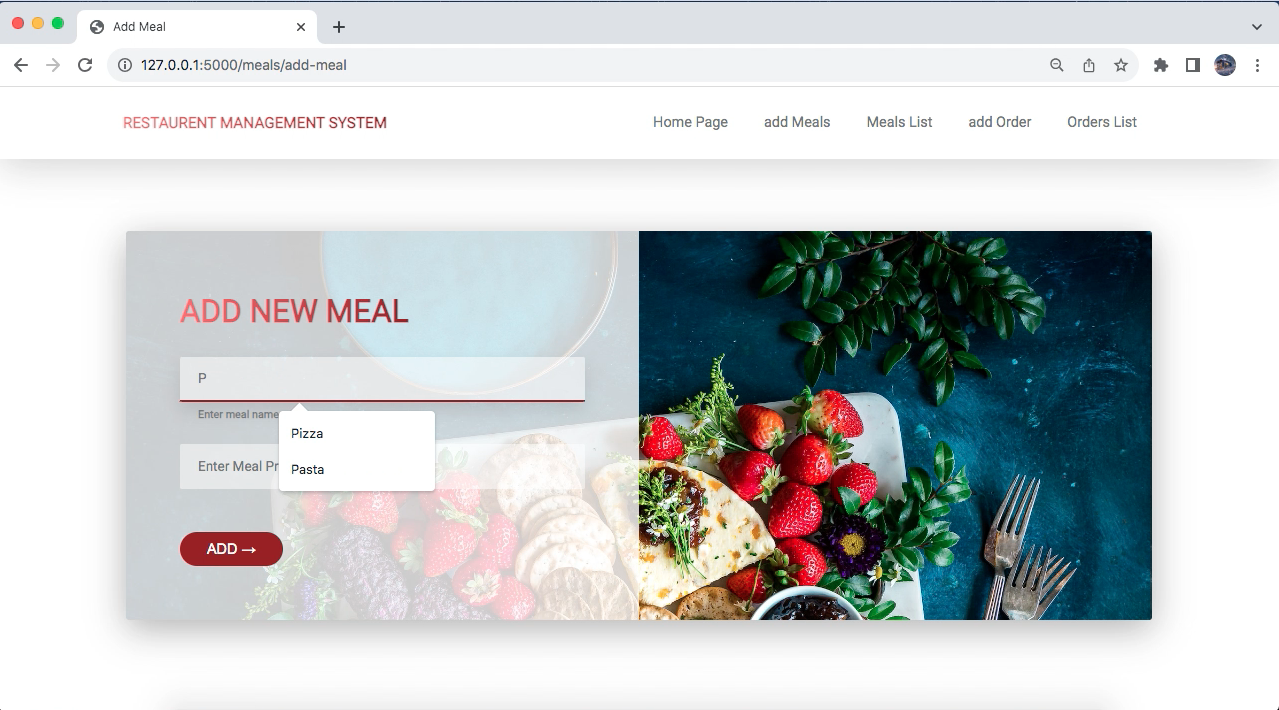 Add Meal
127.0.0.1:5000/meals/add-meal
RESTAURENT MANAGEMENT SYSTEM
Home Page
add Meals
Meals List
add Order
Orders List
ADD NEW MEAL
P
Enter meal name
Pizza
Pasta
Enter Meal Pr
ADD →